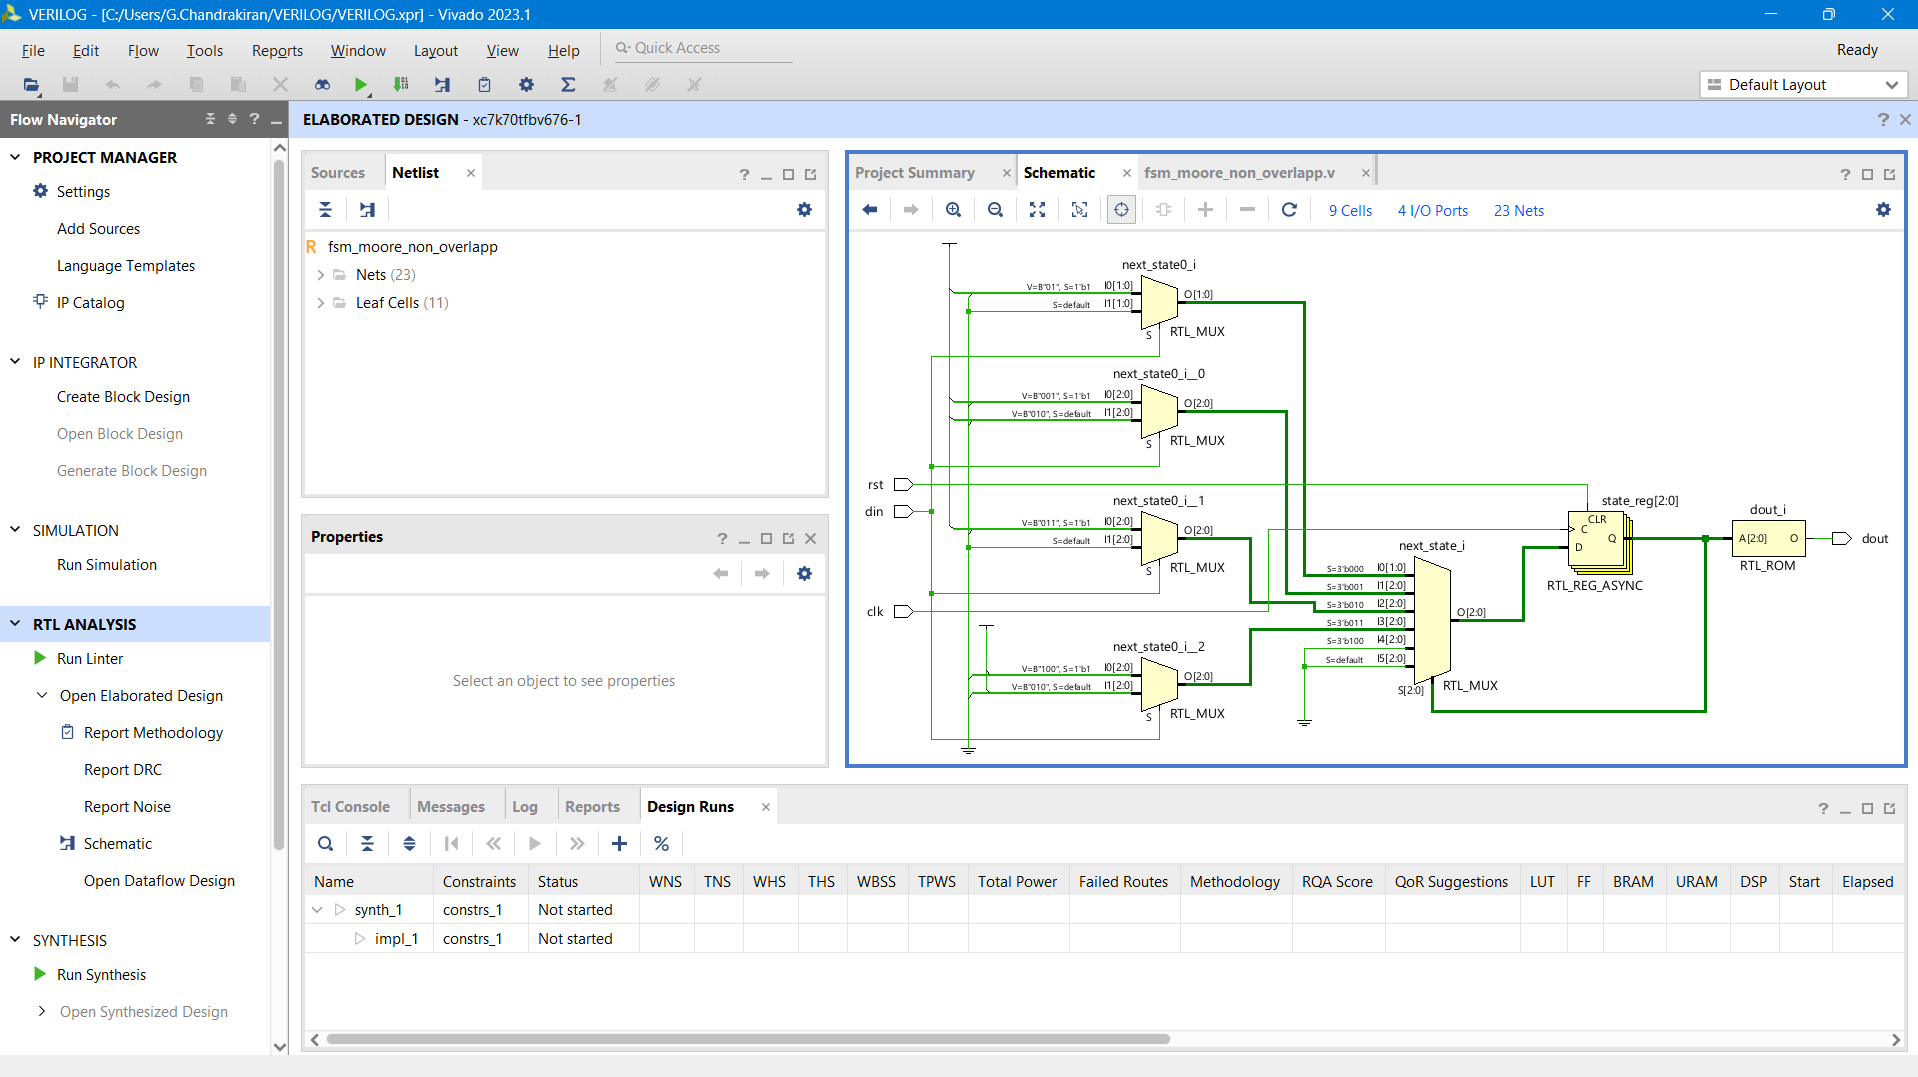 VERILOG - [C:/Users/G.Chandrakiran/VERILOG/VERILOG.xpr] - Vivado 2023.1
File Edit Flow Tools Reports Window Layout View Help Quick Access Ready
Default Layout
Flow Navigator
ELABORATED DESIGN - xc7k70tfbv676-1
PROJECT MANAGER
Settings
Add Sources
Language Templates
IP Catalog
IP INTEGRATOR
Create Block Design
Open Block Design
Generate Block Design
SIMULATION
Run Simulation
RTL ANALYSIS
Run Linter
Open Elaborated Design
Report Methodology
Report DRC
Report Noise
Schematic
Open Dataflow Design
SYNTHESIS
Run Synthesis
Open Synthesized Design
Sources Netlist
R fsm_moore_non_overlapp
Nets (23)
Leaf Cells (11)
Properties
Select an object to see properties
Project Summary Schematic fsm_moore_non_overlapp.v
9 Cells 4 I/O Ports 23 Nets
next_state0_i
V=B"01", S=1'b1 I0[1:0]
S=default I1[1:0]
O[1:0]
S
RTL_MUX
next_state0_i__0
V=B"001", S=1'b1 I0[2:0]
V=B"010", S=default I1[2:0]
O[2:0]
S
RTL_MUX
rst
din
next_state0_i__1
V=B"011", S=1'b1 I0[2:0]
S=default I1[2:0]
O[2:0]
S
RTL_MUX
clk
next_state0_i__2
V=B"100", S=1'b1 I0[2:0]
V=B"010", S=default I1[2:0]
O[2:0]
S
RTL_MUX
next_state_i
S=3'b000 I0[1:0]
S=3'b001 I1[2:0]
S=3'b010 I2[2:0]
S=3'b011 I3[2:0]
S=3'b100 I4[2:0]
S=default I5[2:0]
O[2:0]
S[2:0]
RTL_MUX
state_reg[2:0]
CLR
C
D
Q
RTL_REG_ASYNC
dout_i
A[2:0] O
RTL_ROM
dout
Tcl Console Messages Log Reports Design Runs
Name Constraints Status WNS TNS WHS THS WBSS TPWS Total Power Failed Routes Methodology RQA Score QoR Suggestions LUT FF BRAM URAM DSP Start Elapsed
synth_1 constrs_1 Not started
impl_1 constrs_1 Not started